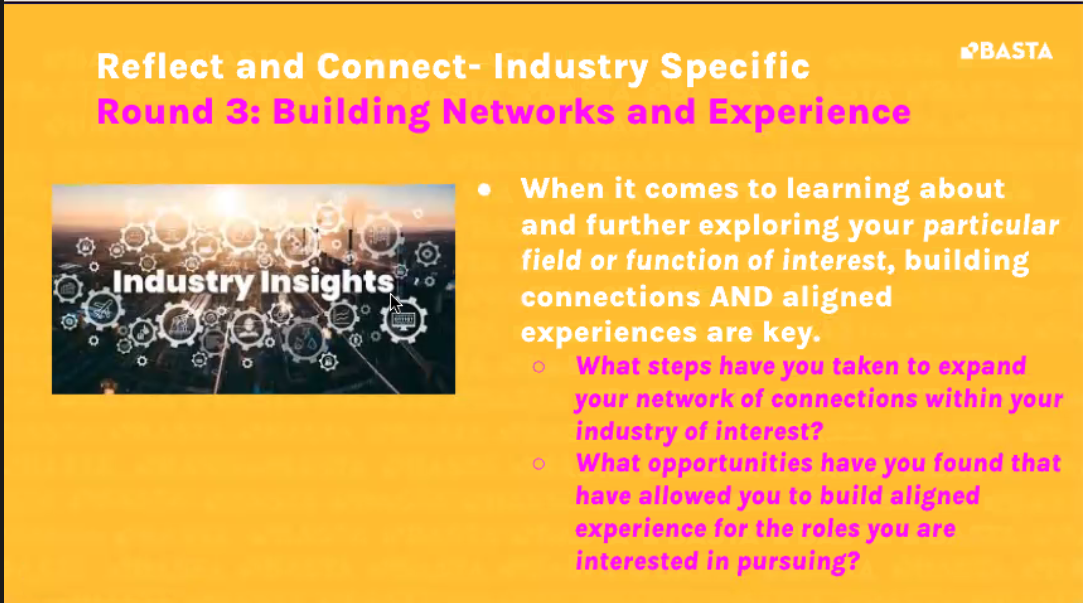 Reflect and Connect- Industry Specific
BASTA
Round 3: Building Networks and Experience
Industry Insights
● When it comes to learning about
and further exploring your particular
field or function of interest, building
connections AND aligned
experiences are key.
○ What steps have you taken to expand
your network of connections within your
industry of interest?
○ What opportunities have you found that
have allowed you to build aligned
experience for the roles you are
interested in pursuing?